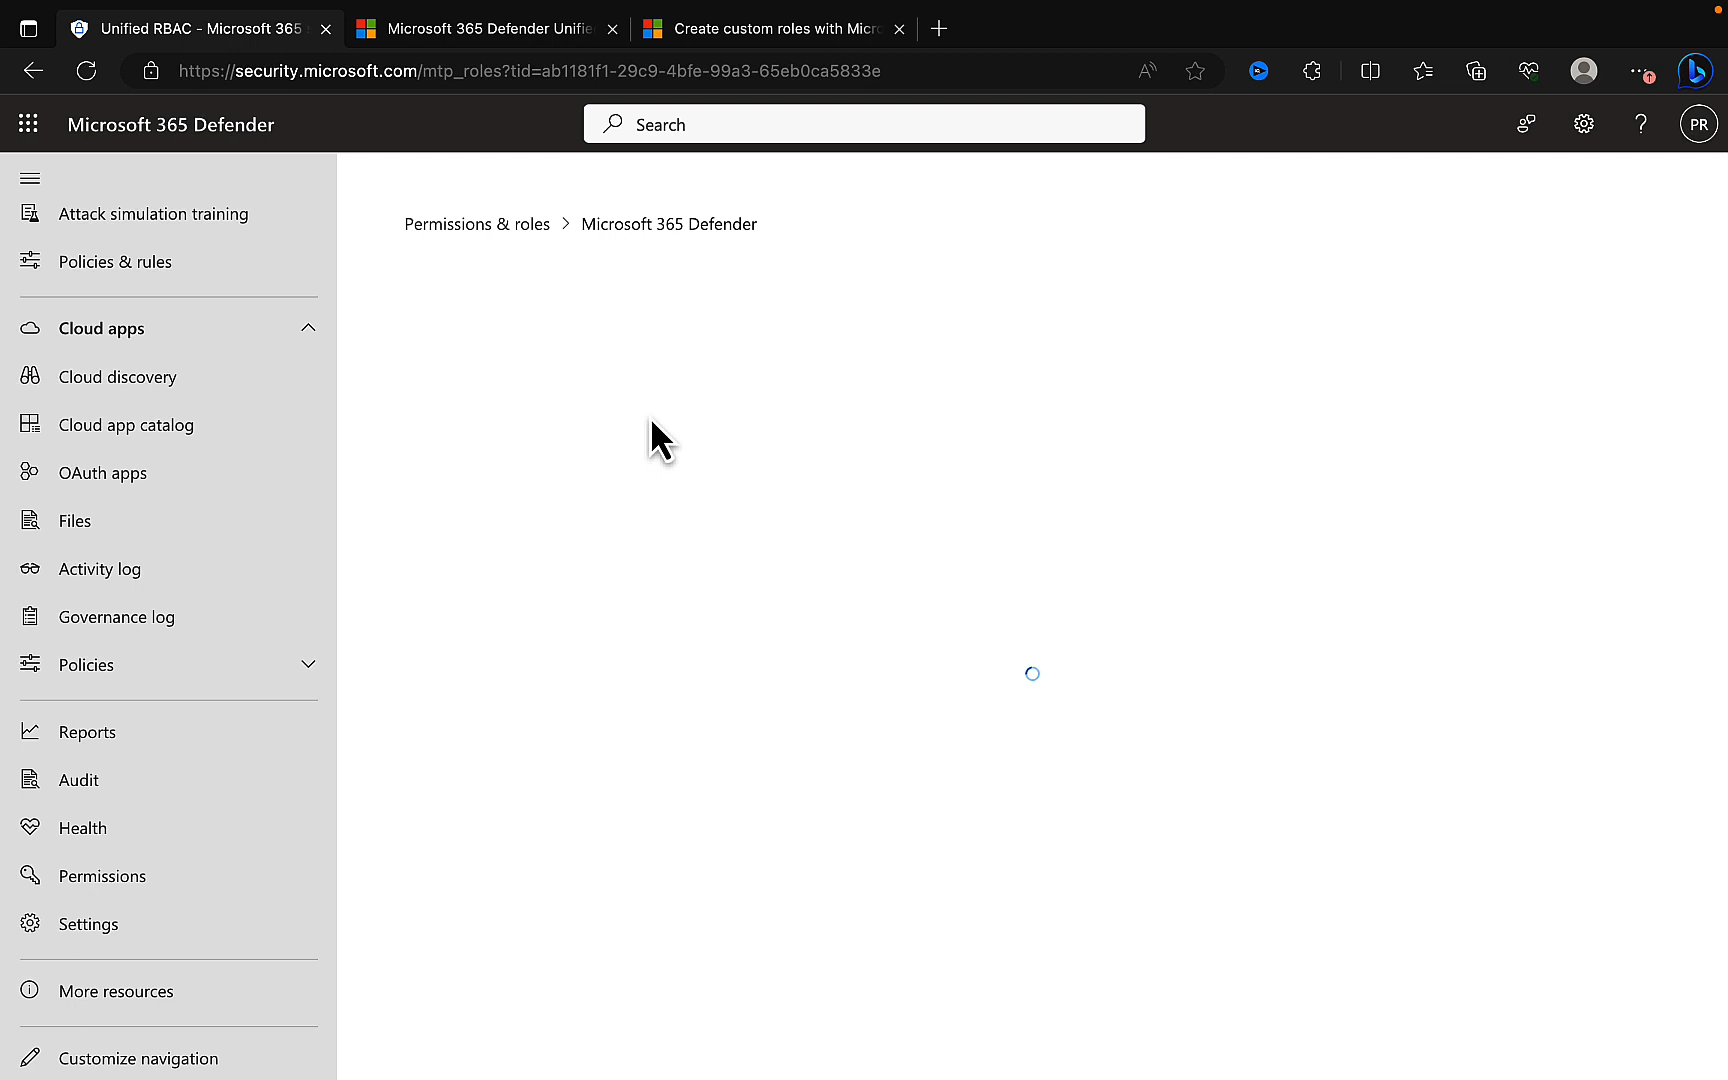 Unified RBAC - Microsoft 365
Microsoft 365 Defender Unifie
Create custom roles with Micro
https://security.microsoft.com/mtp_roles?tid=ab1181f1-29c9-4bfe-99a3-65eb0ca5833e
Microsoft 365 Defender
Search
PR
Attack simulation training
Policies & rules
Cloud apps
Cloud discovery
Cloud app catalog
OAuth apps
Files
Activity log
Governance log
Policies
Reports
Audit
Health
Permissions
Settings
More resources
Customize navigation
Permissions & roles > Microsoft 365 Defender